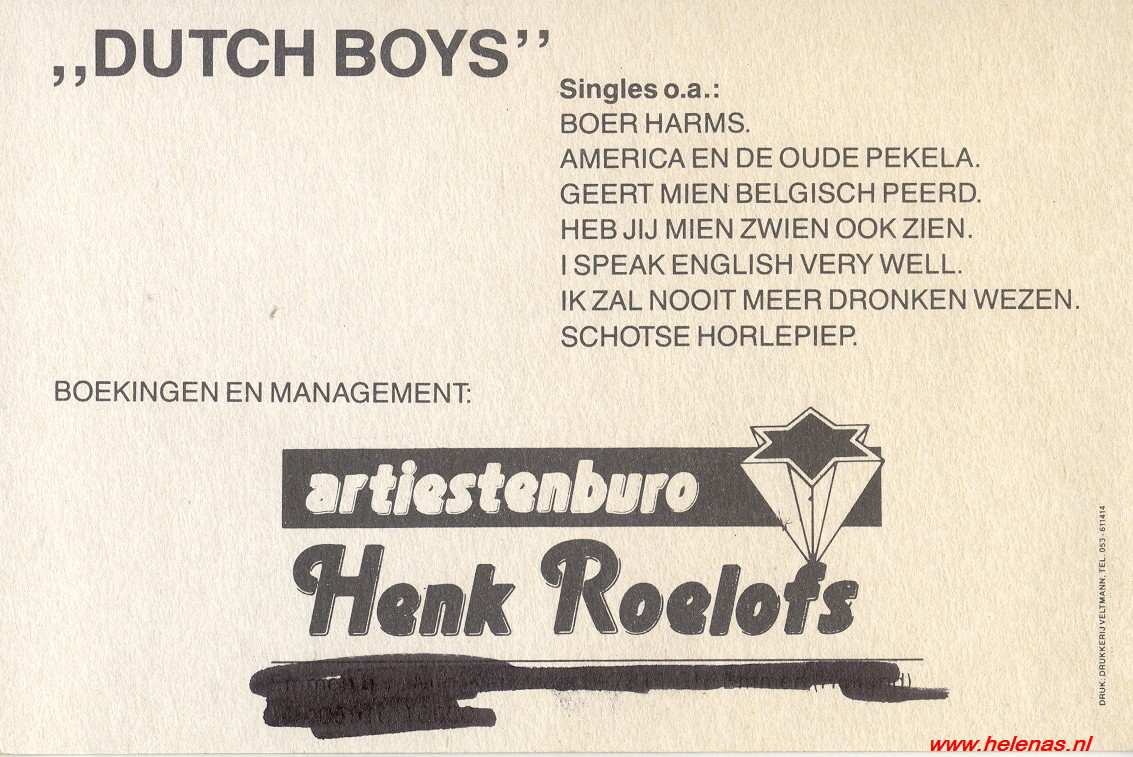 ,,DUTCH BOYS’’
Singles o.a.:
BOER HARMS.
AMERICA EN DE OUDE PEKELA.
GEERT MIEN BELGISCH PEERD.
HEB JIJ MIEN ZWIEN OOK ZIEN.
I SPEAK ENGLISH VERY WELL.
IK ZAL NOOIT MEER DRONKEN WEZEN.
SCHOTSE HORLEPIEP.
BOEKINGEN EN MANAGEMENT:
artiestenburo
Henk Roelofs
DRUK: DRUKKERIJ VELTMANN, TEL. 053 - 611414
www.helenas.nl